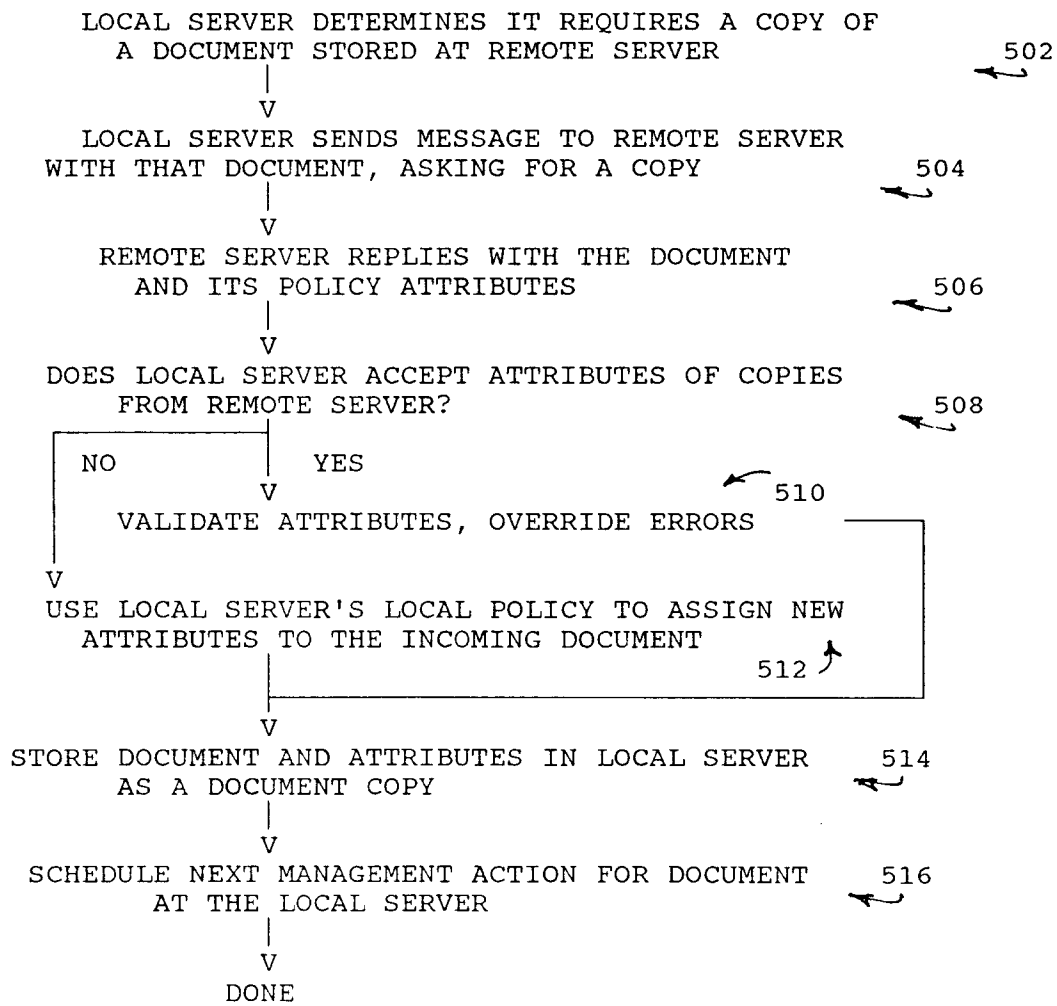 LOCAL SERVER DETERMINES IT REQUIRES A COPY OF
A DOCUMENT STORED AT REMOTE SERVER 502
V
LOCAL SERVER SENDS MESSAGE TO REMOTE SERVER
WITH THAT DOCUMENT, ASKING FOR A COPY 504
V
REMOTE SERVER REPLIES WITH THE DOCUMENT
AND ITS POLICY ATTRIBUTES 506
V
DOES LOCAL SERVER ACCEPT ATTRIBUTES OF COPIES
FROM REMOTE SERVER? 508
NO YES
V 510
VALIDATE ATTRIBUTES, OVERRIDE ERRORS
V
USE LOCAL SERVER'S LOCAL POLICY TO ASSIGN NEW
ATTRIBUTES TO THE INCOMING DOCUMENT
512
V
STORE DOCUMENT AND ATTRIBUTES IN LOCAL SERVER 514
AS A DOCUMENT COPY
V
SCHEDULE NEXT MANAGEMENT ACTION FOR DOCUMENT 516
AT THE LOCAL SERVER
V
DONE